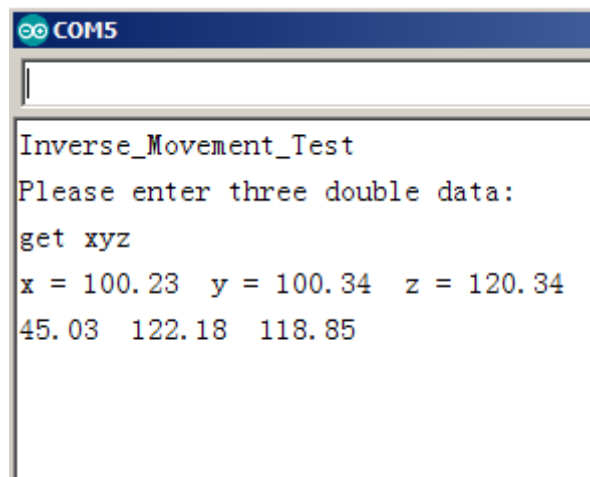 COM5
Inverse_Movement_Test
Please enter three double data:
get xyz
x = 100.23  y = 100.34  z = 120.34
45.03  122.18  118.85